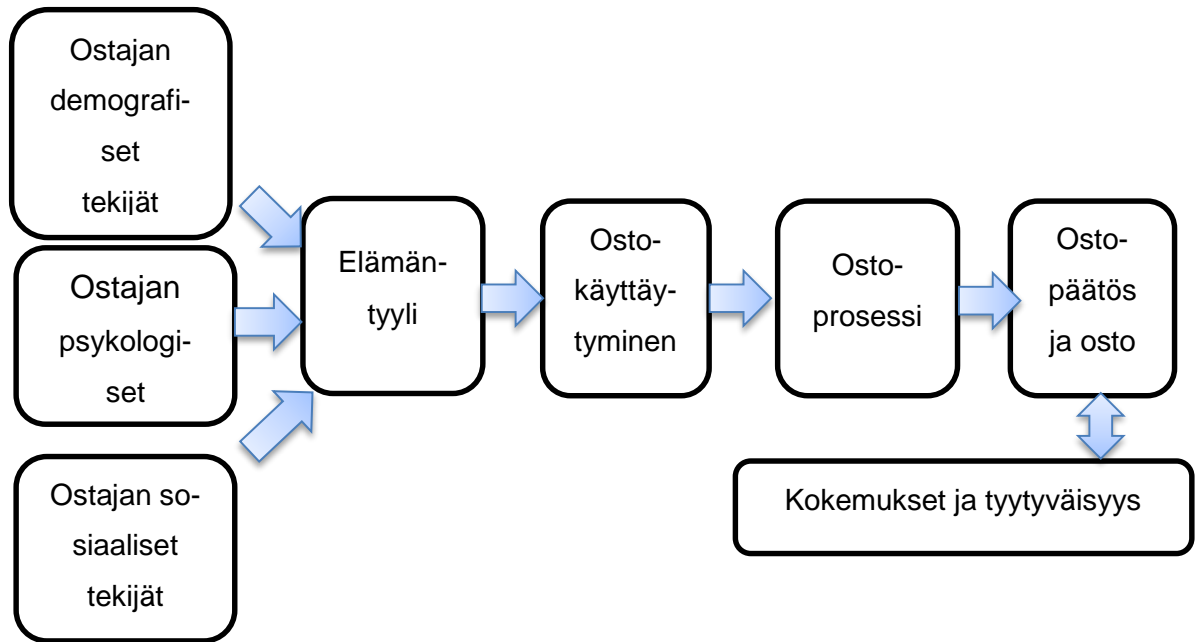 Ostajan
demografi-
set
tekijät
Ostajan
psykologi-
set
Ostajan so-
siaaliset
tekijät
Elämän-
tyyli
Osto-
käyttäy-
tyminen
Osto-
prosessi
Osto-
päätös
ja osto
Kokemukset ja tyytyväisyys